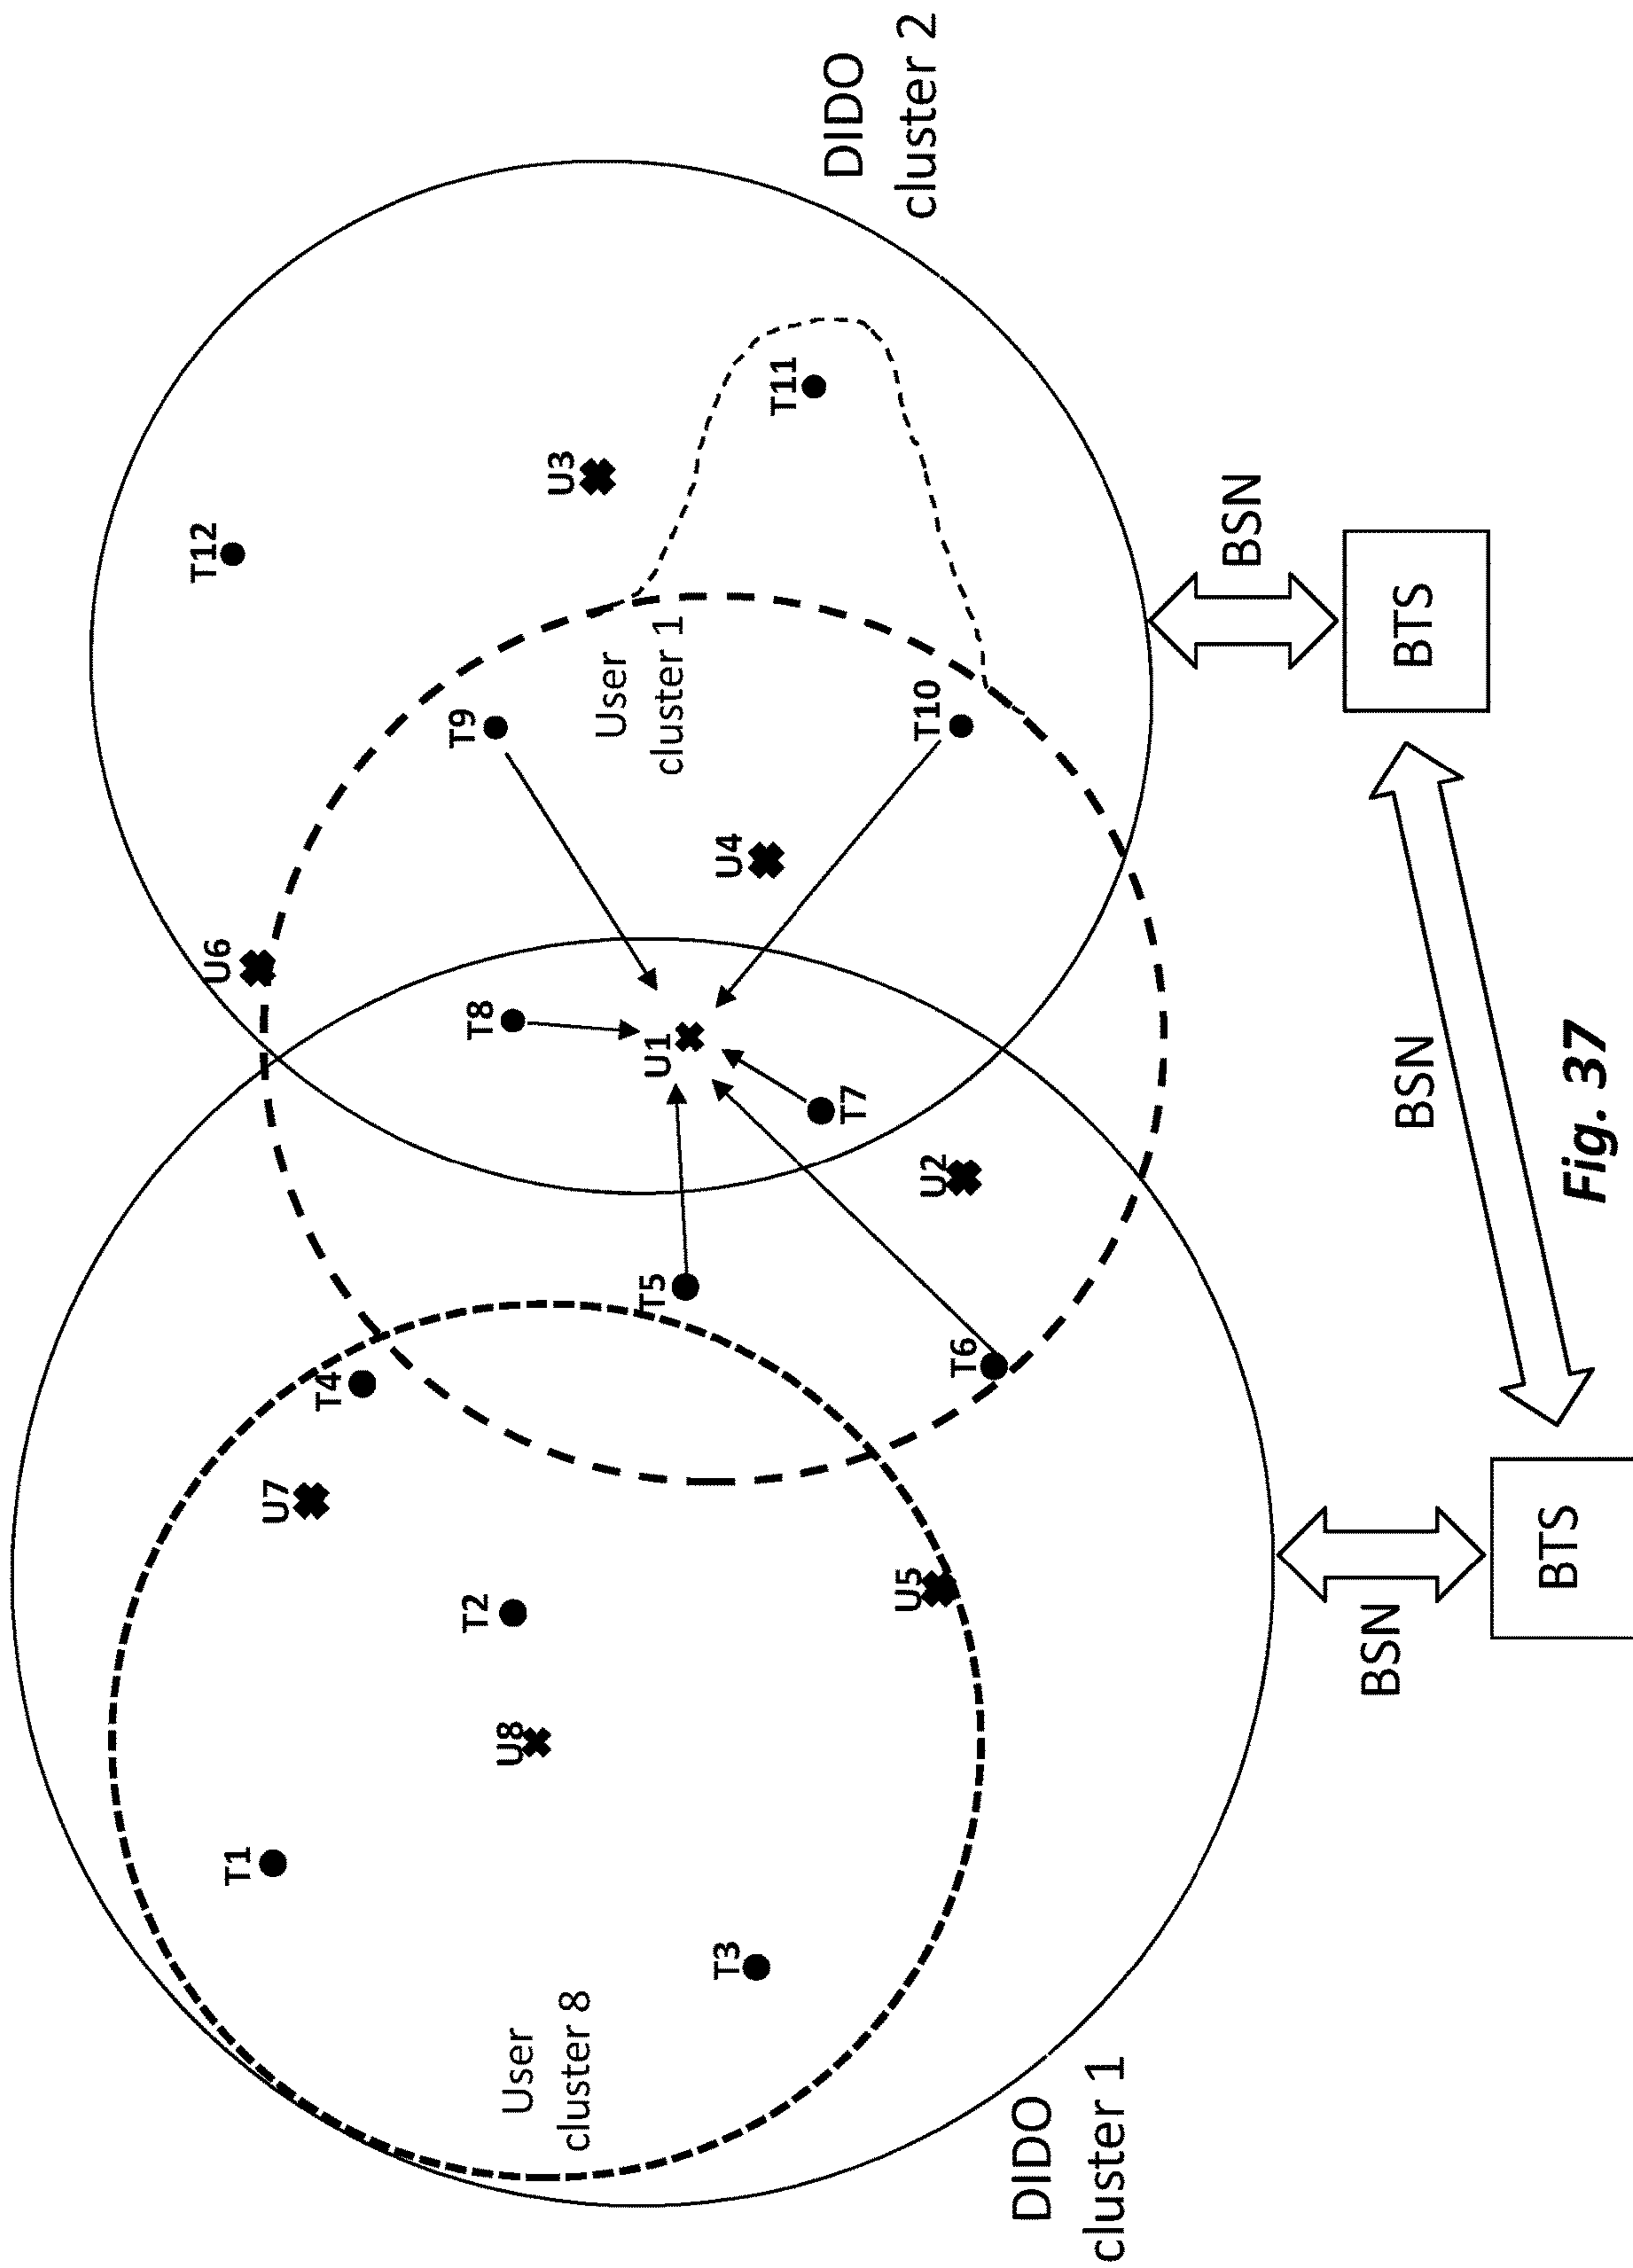 T12
U6
T1
U7
T4
T9
T2
T8
U8
User
cluster 8
U3
User
cluster 1
T5
U1
T3
U4
T11
DIDO
cluster 2
T7
U5
T10
U2
T6
DIDO
cluster 1
BSN
BSN
BSN
BTS
BTS
Fig. 37